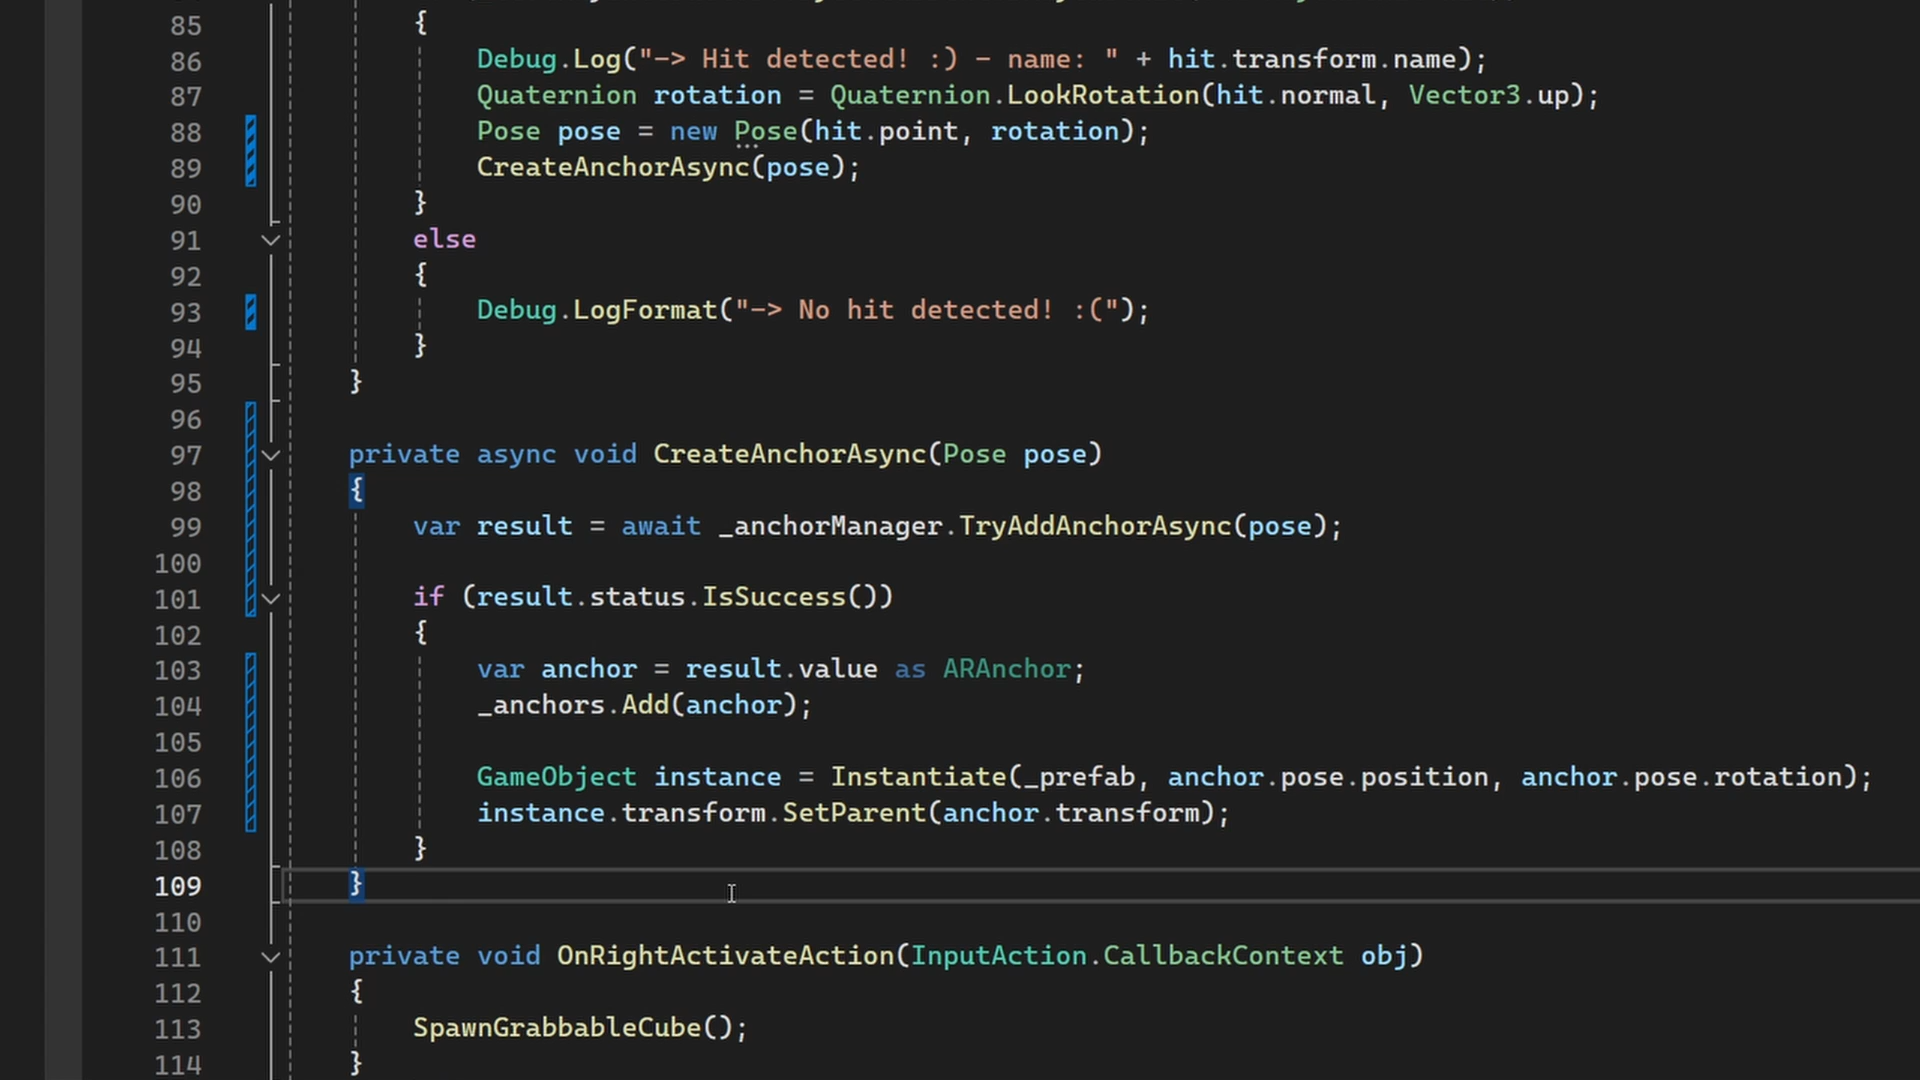 85 {
86 Debug.Log("-> Hit detected! :) - name: " + hit.transform.name);
87 Quaternion rotation = Quaternion.LookRotation(hit.normal, Vector3.up);
88 Pose pose = new Pose(hit.point, rotation);
89 CreateAnchorAsync(pose);
90 }
91 else
92 {
93 Debug.LogFormat("-> No hit detected! :(");
94 }
95 }
96
97 private async void CreateAnchorAsync(Pose pose)
98 {
99 var result = await _anchorManager.TryAddAnchorAsync(pose);
100
101 if (result.status.IsSuccess())
102 {
103 var anchor = result.value as ARAnchor;
104 _anchors.Add(anchor);
105
106 GameObject instance = Instantiate(_prefab, anchor.pose.position, anchor.pose.rotation);
107 instance.transform.SetParent(anchor.transform);
108 }
109 }
110
111 private void OnRightActivateAction(InputAction.CallbackContext obj)
112 {
113 SpawnGrabbableCube();
114 }